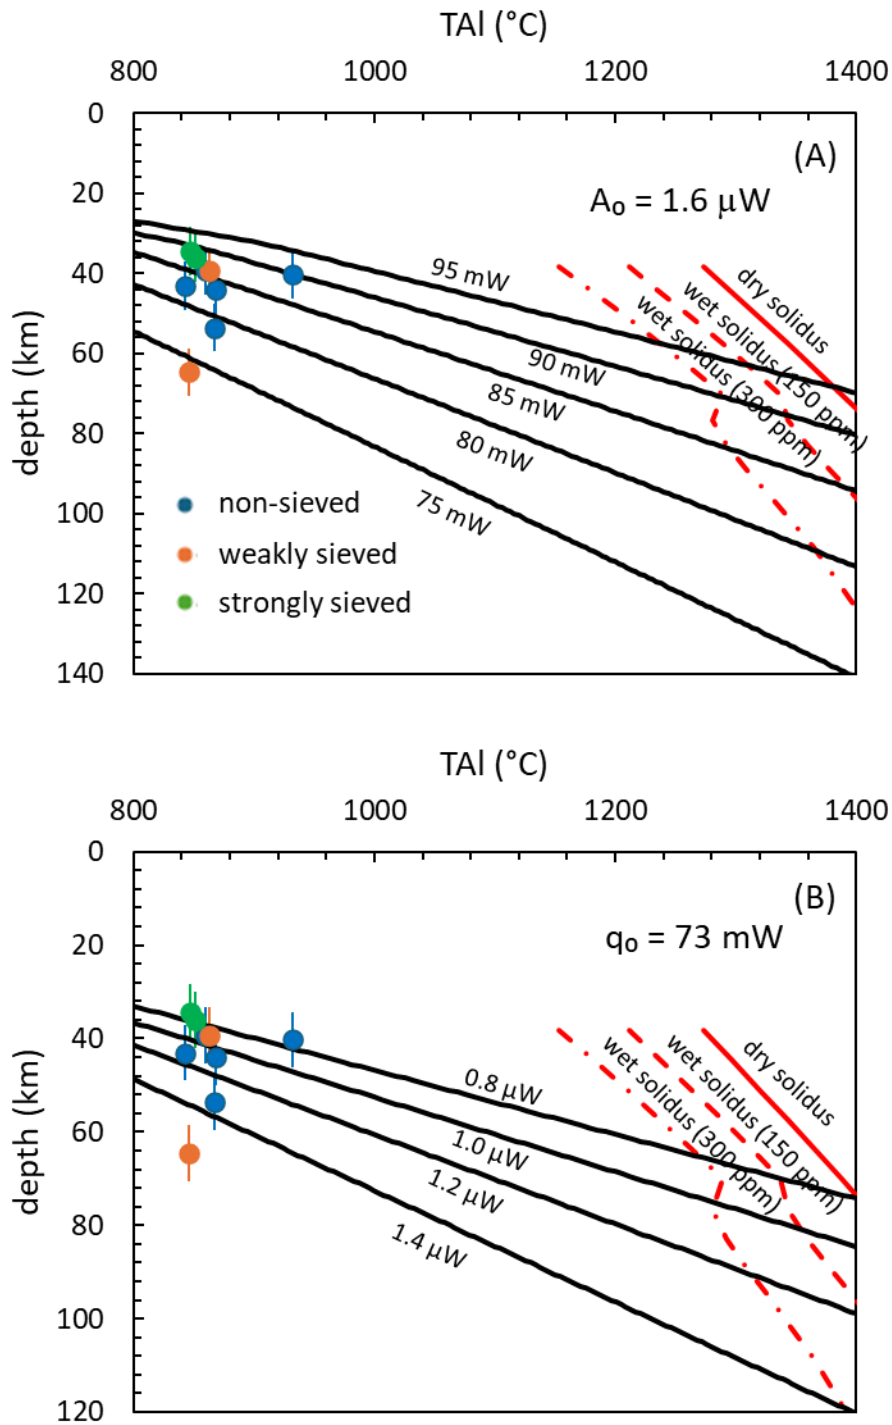 TAl (°C)
800 1000 1200 1400
0
(A)
20
A₀ = 1.6 µW
40
95 mW
dry solidus
wet solidus (150 ppm)
wet solidus (300 ppm)
60
90 mW
85 mW
80
80 mW
depth (km)
100
75 mW
non-sieved
weakly sieved
120
strongly sieved
140
TAl (°C)
800 1000 1200 1400
0
(B)
q₀ = 73 mW
20
40
dry solidus
wet solidus (150 ppm)
wet solidus (300 ppm)
0.8 µW
60
1.0 µW
1.2 µW
depth (km)
80
1.4 µW
100
120